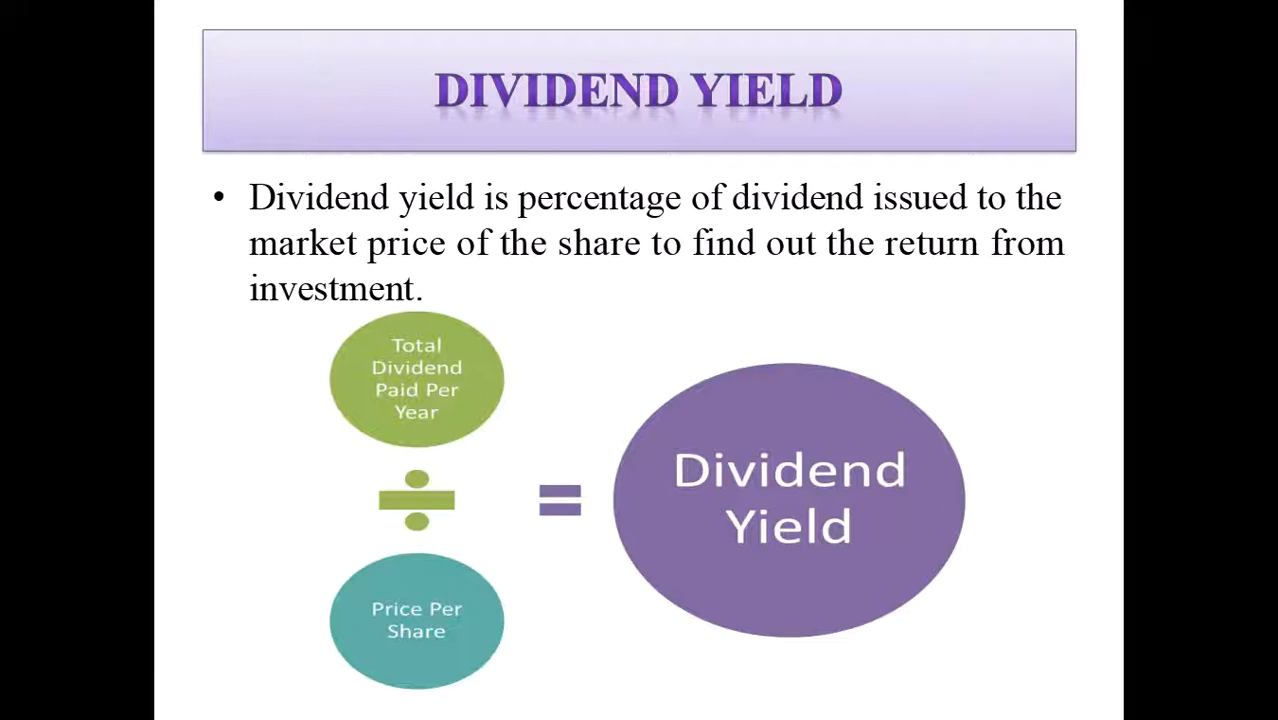 DIVIDEND YIELD
• Dividend yield is percentage of dividend issued to the
market price of the share to find out the return from
investment.
Total
Dividend
Paid Per
Year
÷
=
Dividend
Yield
Price Per
Share